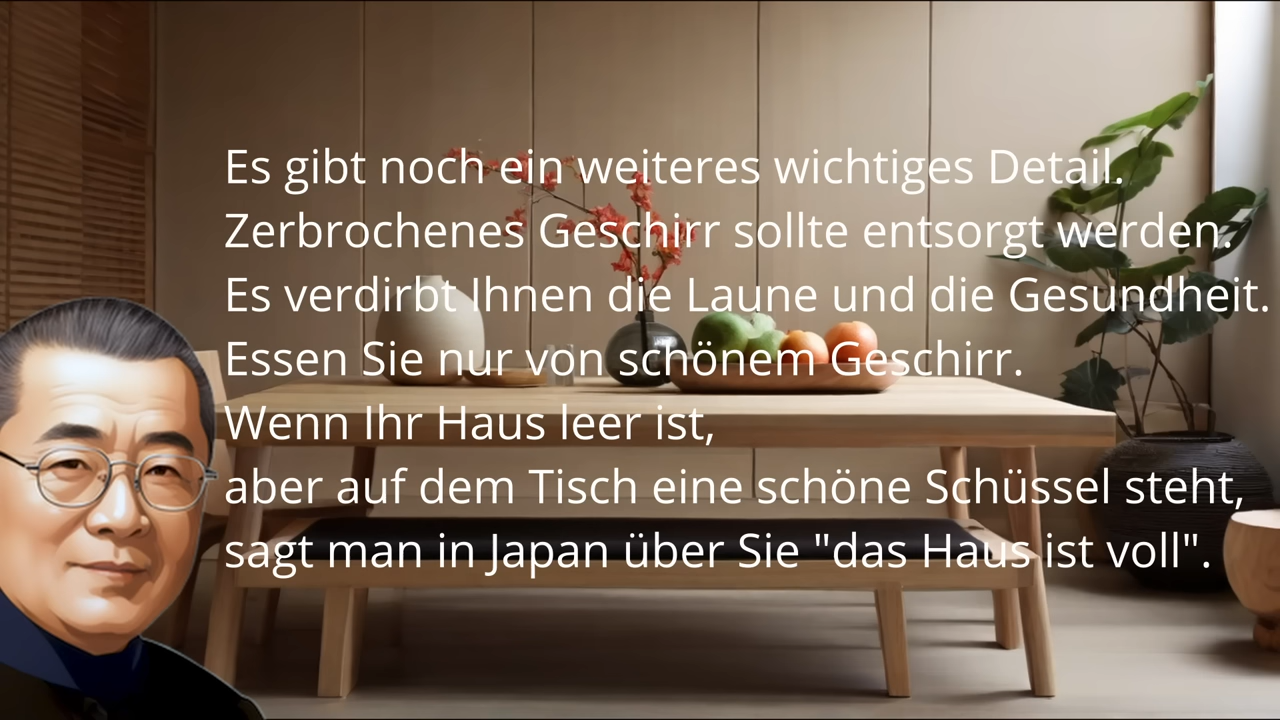 Es gibt noch ein weiteres wichtiges Detail.
Zerbrochenes Geschirr sollte entsorgt werden.
Es verdirbt Ihnen die Laune und die Gesundheit.
Essen Sie nur von schönem Geschirr.
Wenn Ihr Haus leer ist,
aber auf dem Tisch eine schöne Schüssel steht,
sagt man in Japan über Sie "das Haus ist voll".